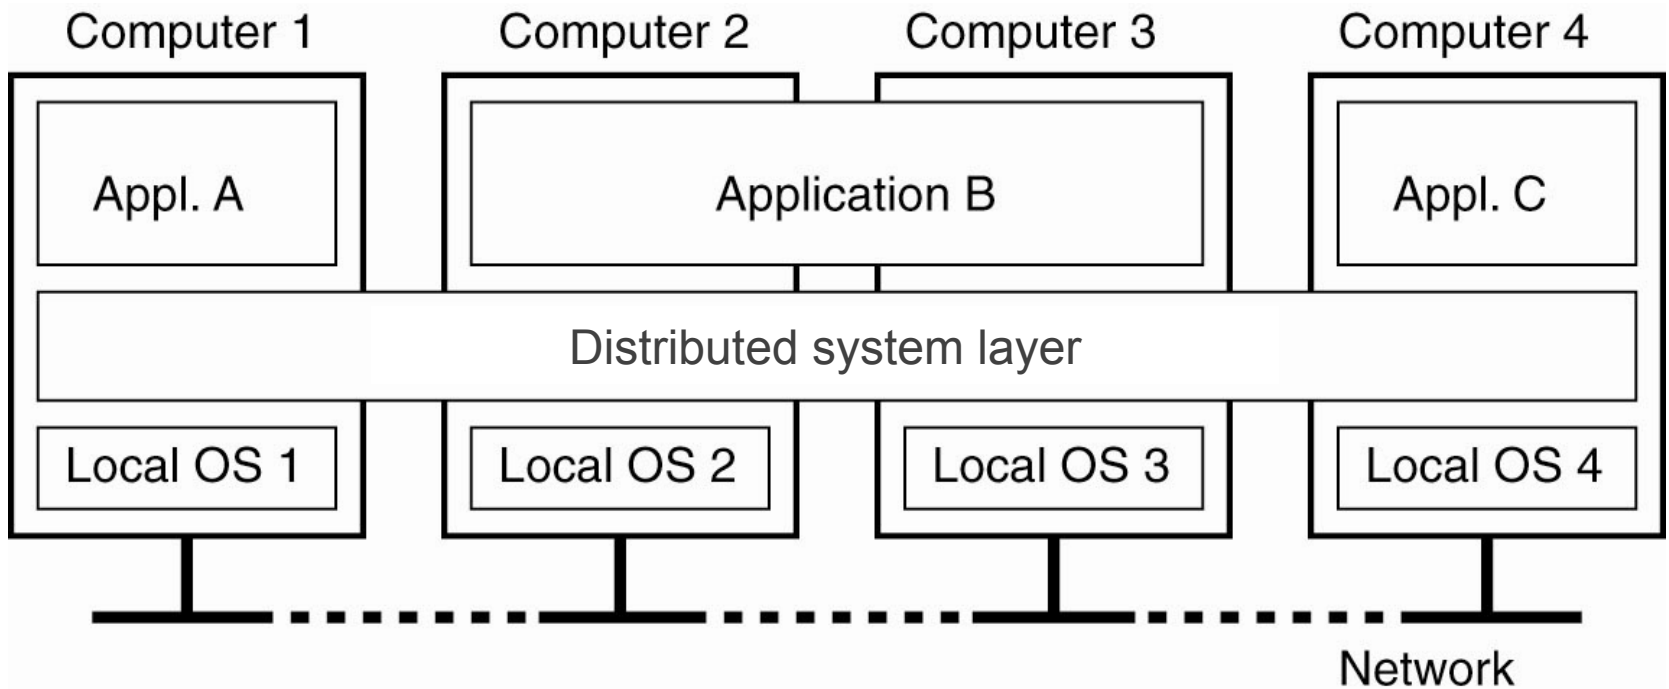 Computer 1
Computer 2
Computer 3
Computer 4
Appl. A
Application B
Appl. C
Distributed system layer
Local OS 1
Local OS 2
Local OS 3
Local OS 4
Network